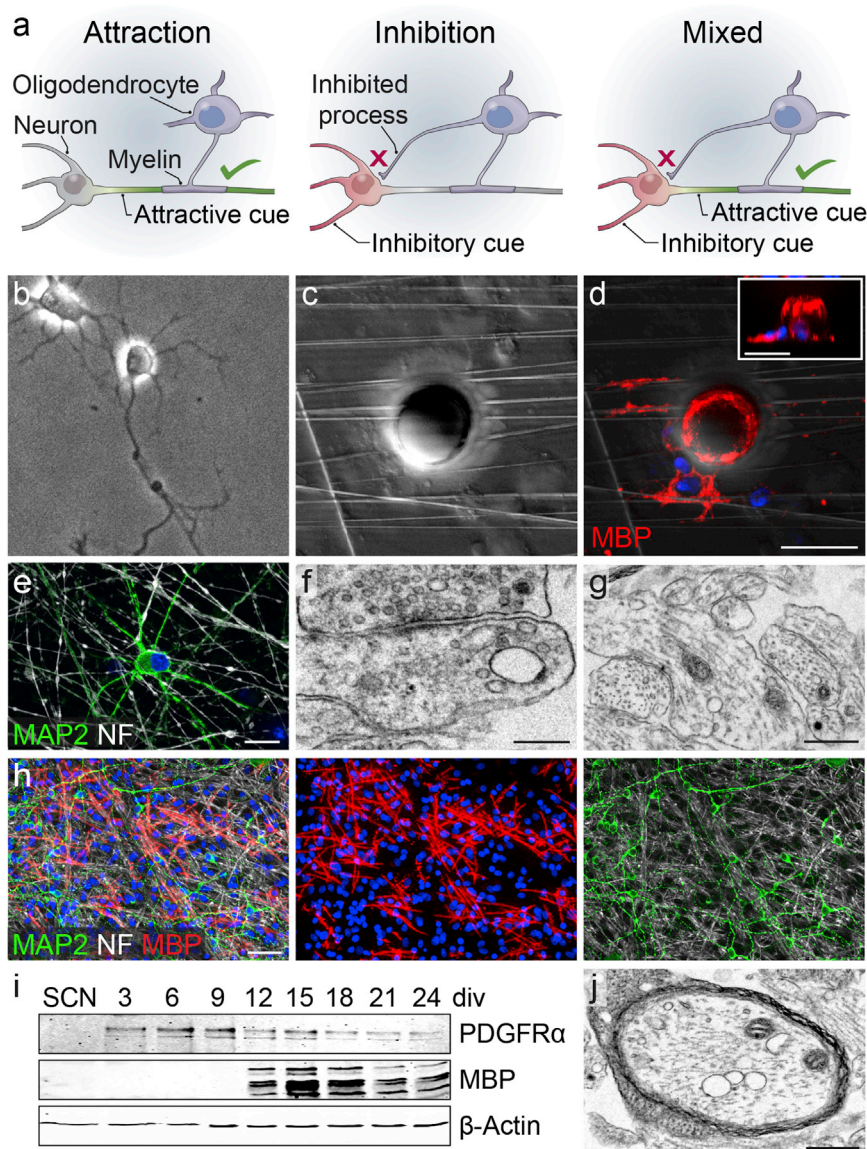 a
Attraction
Inhibition
Mixed
Oligodendrocyte
Neuron
Myelin
Attractive cue
Inhibited
process
x
Inhibitory cue
x
Attractive cue
Inhibitory cue
b
c
d
MBP
e
MAP2 NF
f
g
h
MAP2 NF MBP
i
SCN 3 6 9 12 15 18 21 24 div
PDGFRα
MBP
β-Actin
j